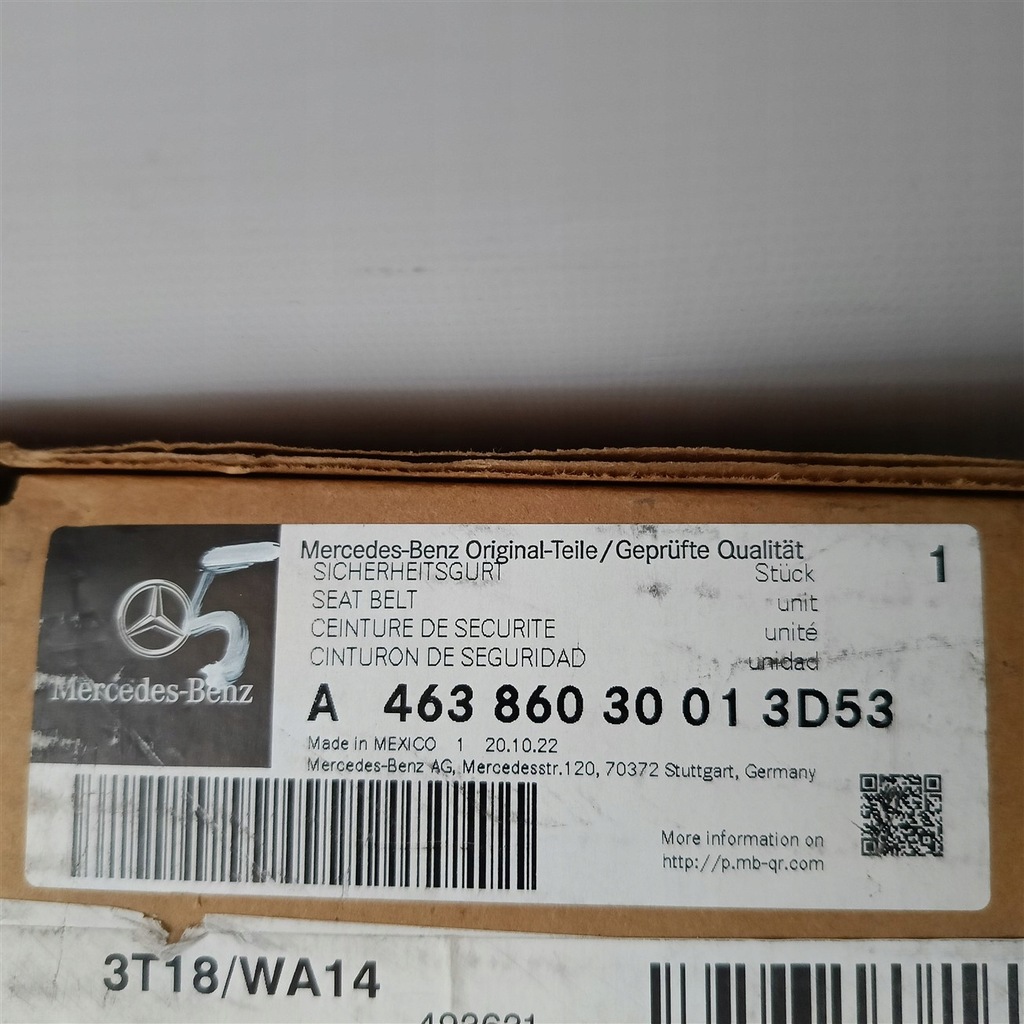 5
Mercedes-Benz
Mercedes-Benz Original-Teile/Geprüfte Qualität
1
SICHERHEITSGURT Stück
SEAT BELT unit
CEINTURE DE SECURITE unité
CINTURON DE SEGURIDAD unidad
A 463 860 30 01 3D53
Made in MEXICO 1 20.10.22
Mercedes-Benz AG, Mercedesstr.120, 70372 Stuttgart, Germany
More information on
http://p.mb-qr.com
3T18/WA14